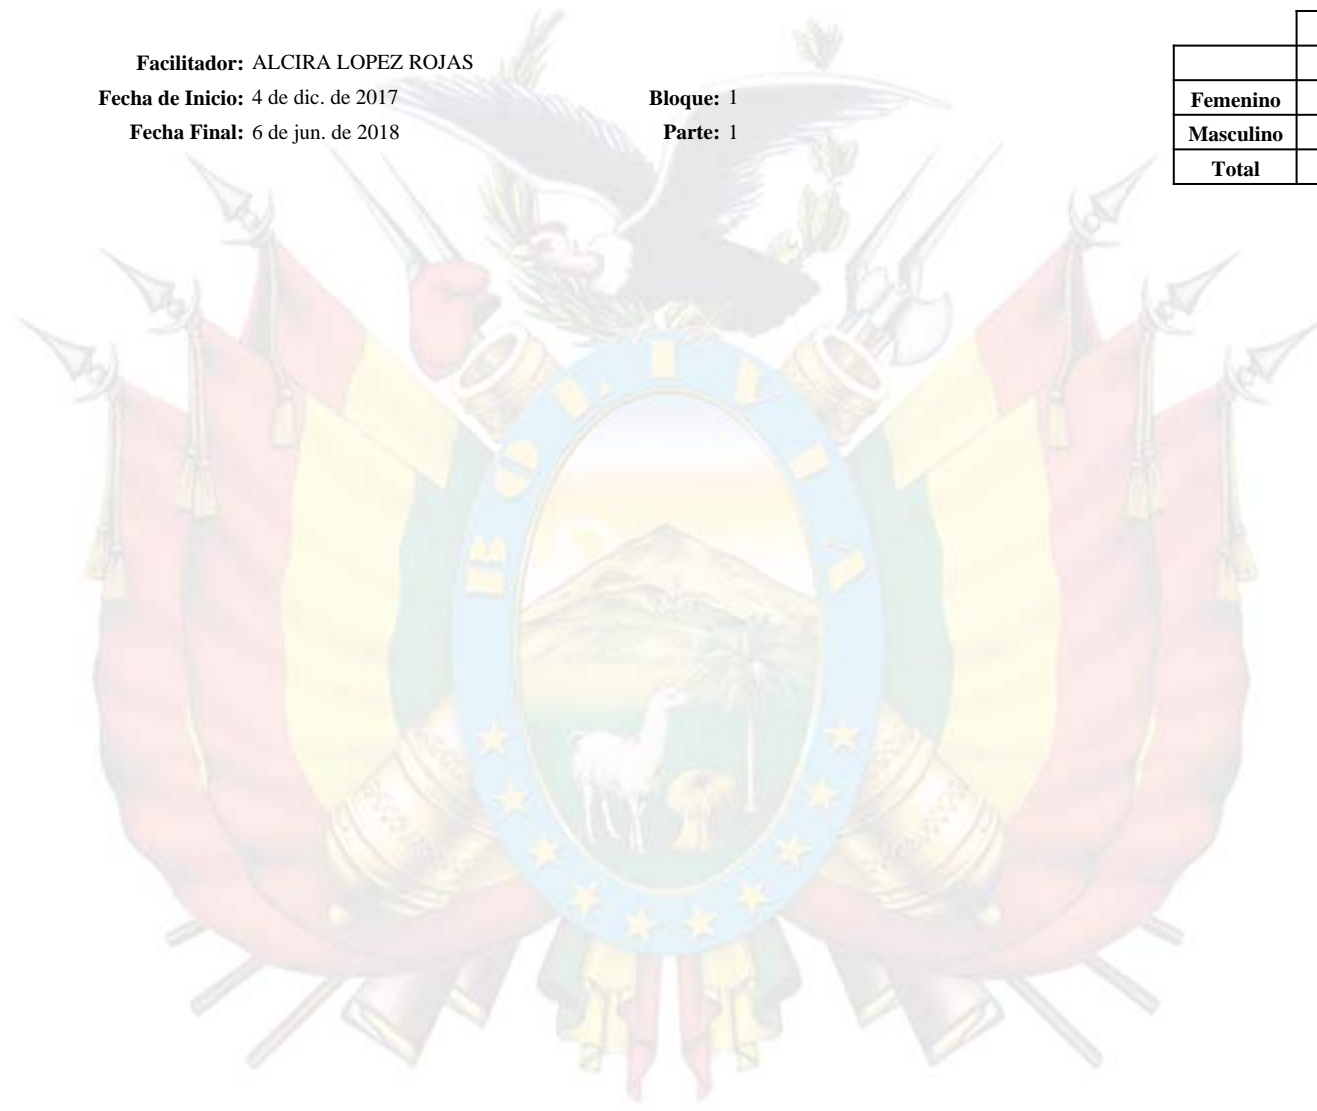 Facilitador: ALCIRA LOPEZ ROJAS
Fecha de Inicio: 4 de dic. de 2017 Bloque: 1
Fecha Final: 6 de jun. de 2018 Parte: 1
Femenino
Masculino
Total
BOLIVIA